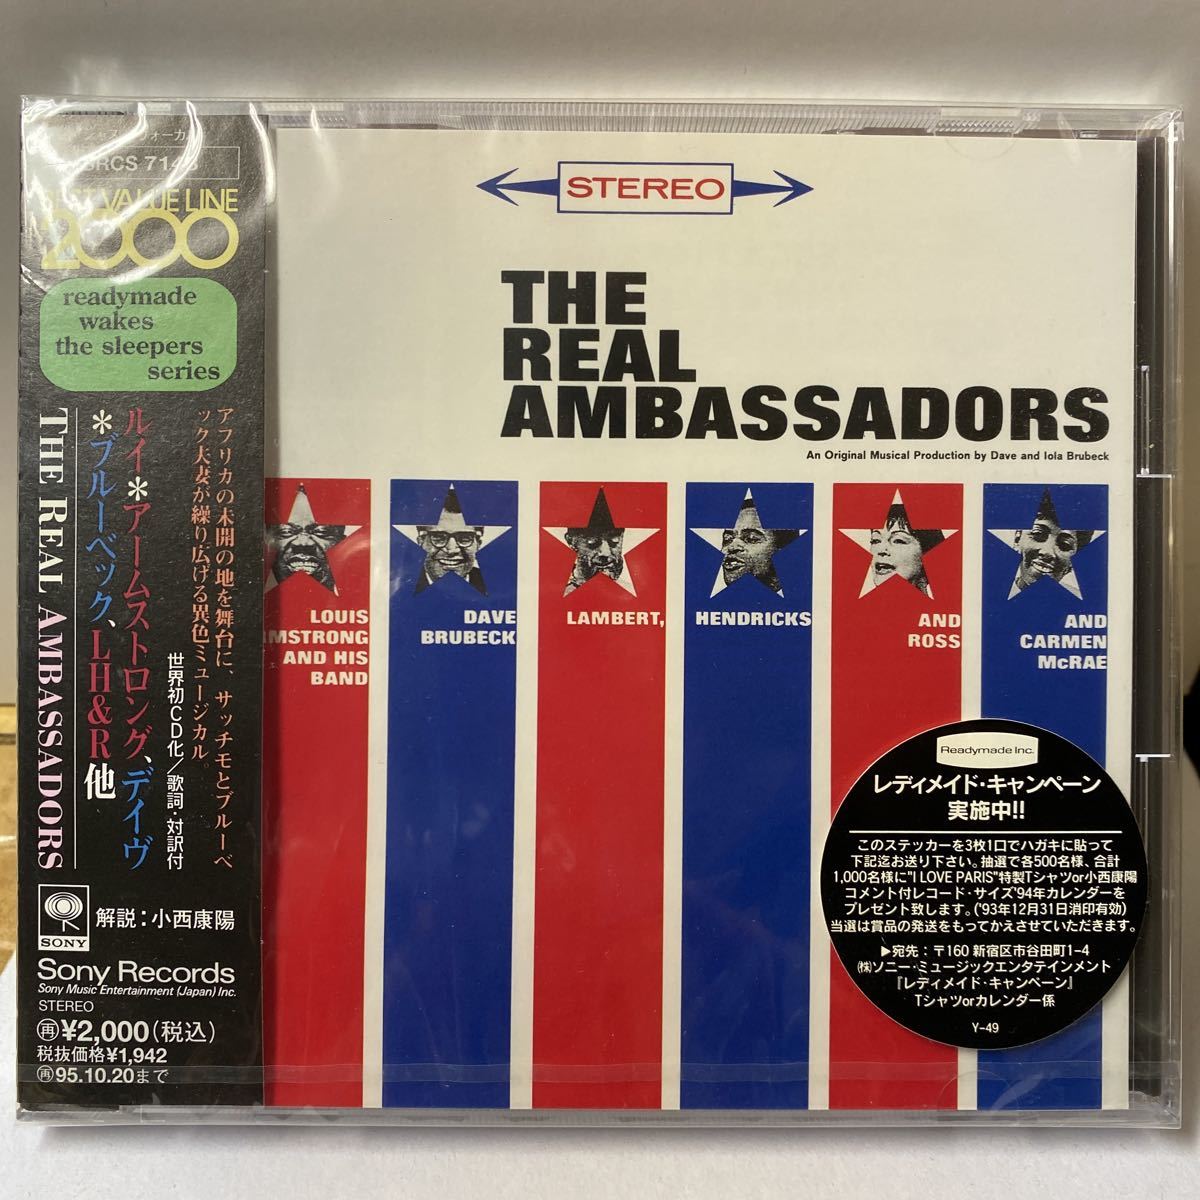 BEST VALUE LINE
2000
readymade
wakes
the sleepers
series
アフリカの未開の地を舞台に、サッチモとブルーベ
ック夫妻が繰り広げる異色ミュージカル。
世界初CD化/歌詞・対訳付
ルイ＊アームストロング、デイヴ
＊ブルーベック、LH&R他
THE REAL AMBASSADORS
SONY
解説：小西康陽
Sony Records
Sony Music Entertainment (Japan) Inc.
STEREO
再¥2,000(税込)
税抜価格¥1,942
再95.10.20まで
STEREO
THE
REAL
AMBASSADORS
An Original Musical Production by Dave and Iola Brubeck
LOUIS
MSTRONG
AND HIS
BAND
DAVE
BRUBECK
LAMBERT,
HENDRICKS
AND
ROSS
AND
CARMEN
McRAE
Readymade Inc.
レディメイド・キャンペーン
実施中!!
このステッカーを3枚1口でハガキに貼って
下記迄お送り下さい。抽選で各500名様、合計
1,000名様に"I LOVE PARIS"特製Tシャツor小西康陽
コメント付レコード・サイズ'94年カレンダーを
プレゼント致します。('93年12月31日消印有効)
当選は賞品の発送をもってかえさせていただきます。
▶宛先：〒160 新宿区市谷田町1-4
㈱ソニー・ミュージックエンタテインメント
『レディメイド・キャンペーン』
Tシャツorカレンダー係
Y-49